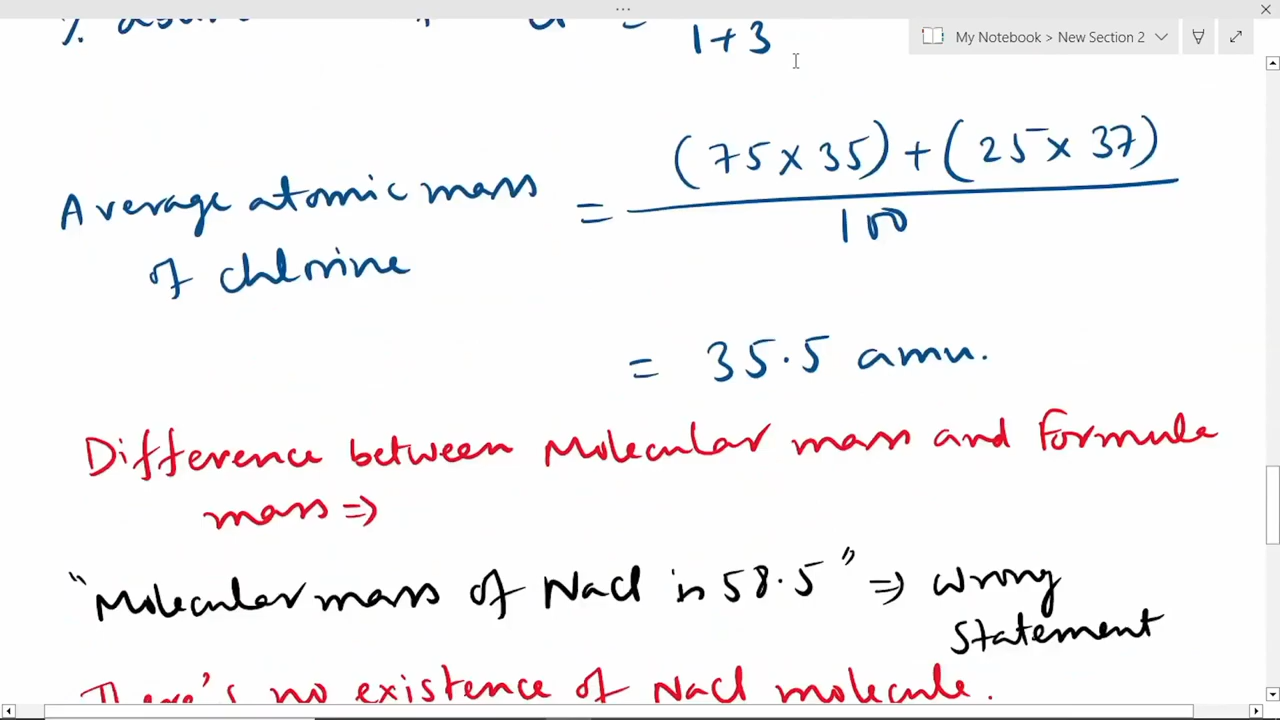 My Notebook > New Section 2
1+3
(75×35)+(25×37)
Average atomic mass =
100
of chlorine
= 35.5 amu.
Difference between Molecular mass and Formula
mass ⇒
"Molecular mass of NaCl is 58.5" ⇒ wrong
statement
There's no existence of NaCl molecule.